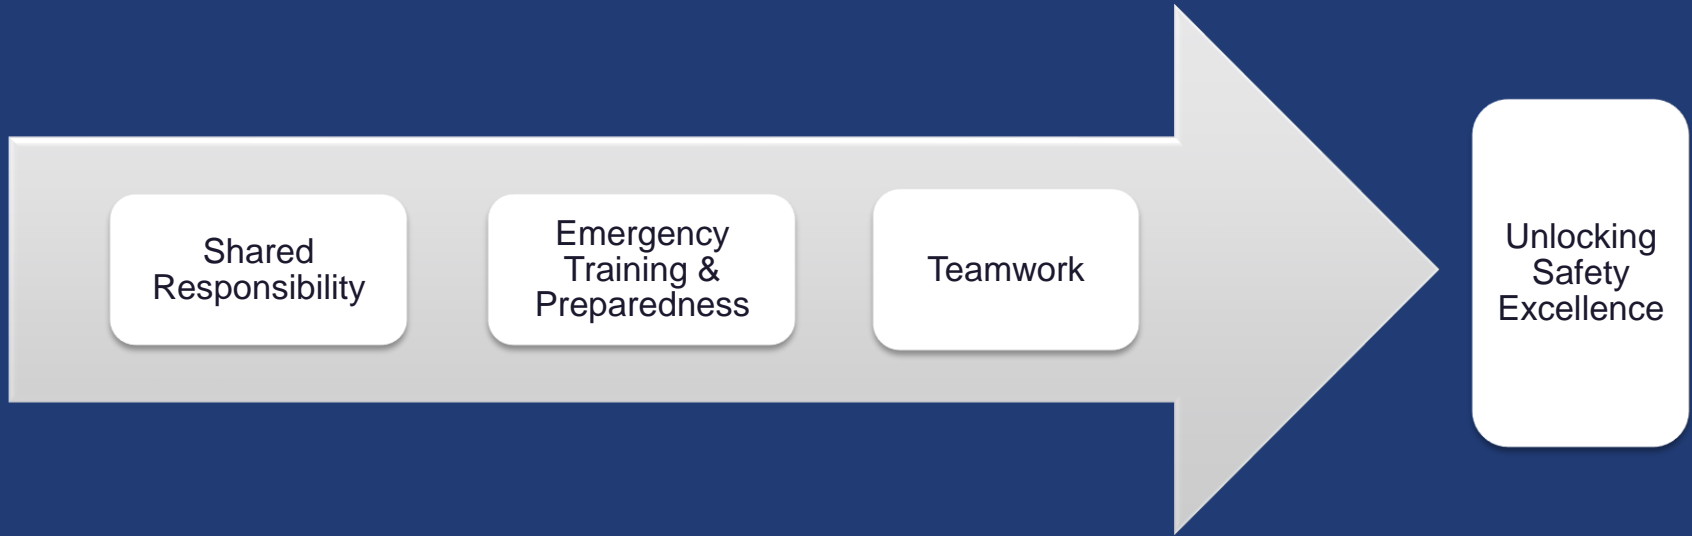 Shared
Responsibility
Emergency
Training &
Preparedness
Teamwork
Unlocking
Safety
Excellence